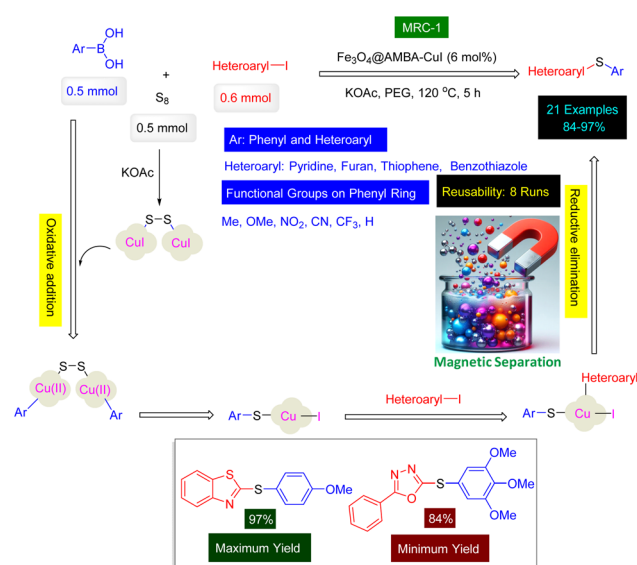 MRC-1
OH
Ar—B
OH
0.5 mmol
+
S8
0.5 mmol
Heteroaryl—I
0.6 mmol
Fe3O4@AMBA-CuI (6 mol%)
KOAc, PEG, 120 °C, 5 h
Heteroaryl S Ar
21 Examples
84-97%
Ar: Phenyl and Heteroaryl
Heteroaryl: Pyridine, Furan, Thiophene, Benzothiazole
Functional Groups on Phenyl Ring
Me, OMe, NO2, CN, CF3, H
Reusability: 8 Runs
Magnetic Separation
KOAc
S–S
CuI CuI
Oxidative addition
Reductive elimination
S–S
Cu(II) Cu(II)
Ar Ar
Ar—S Cu—I
Heteroaryl—I
Heteroaryl
Ar—S Cu I
S
N
S
OMe
97%
Maximum Yield
N–N
O
S
OMe
OMe
OMe
84%
Minimum Yield